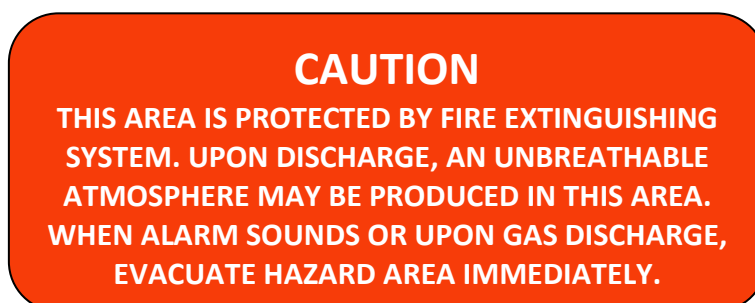 CAUTION
THIS AREA IS PROTECTED BY FIRE EXTINGUISHING
SYSTEM. UPON DISCHARGE, AN UNBREATHABLE
ATMOSPHERE MAY BE PRODUCED IN THIS AREA.
WHEN ALARM SOUNDS OR UPON GAS DISCHARGE,
EVACUATE HAZARD AREA IMMEDIATELY.